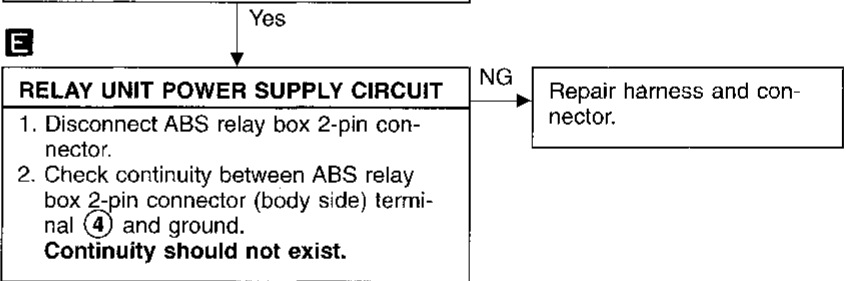 Yes
E
RELAY UNIT POWER SUPPLY CIRCUIT
NG
1. Disconnect ABS relay box 2-pin con-
nector.
2. Check continuity between ABS relay
box 2-pin connector (body side) termi-
nal ④ and ground.
Continuity should not exist.
Repair harness and con-
nector.